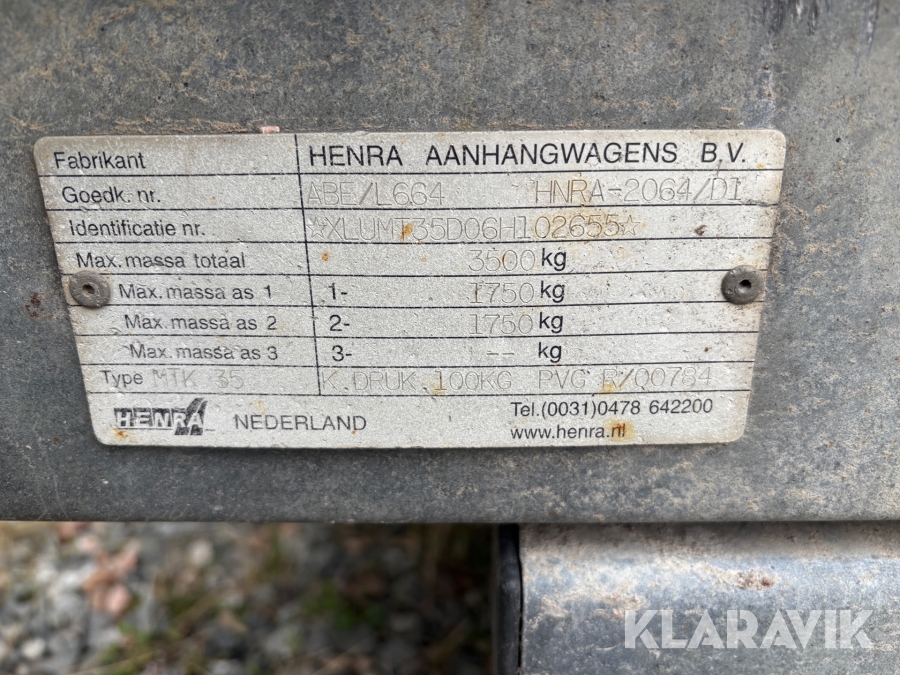 Fabrikant HENRA AANHANGWAGENS B.V.
Goedk. nr. ABE/L664 HNRA-2064/DI
Identificatie nr. ☆XLUMT35D06H102655☆
Max. massa totaal 3500 kg
Max. massa as 1 1- 1750 kg
Max. massa as 2 2- 1750 kg
Max. massa as 3 3- -- kg
Type MTK 35 K.DRUK 100KG PVG R/Q0784
HENRA NEDERLAND Tel.(0031)0478 642200
www.henra.nl
KLARAVIK